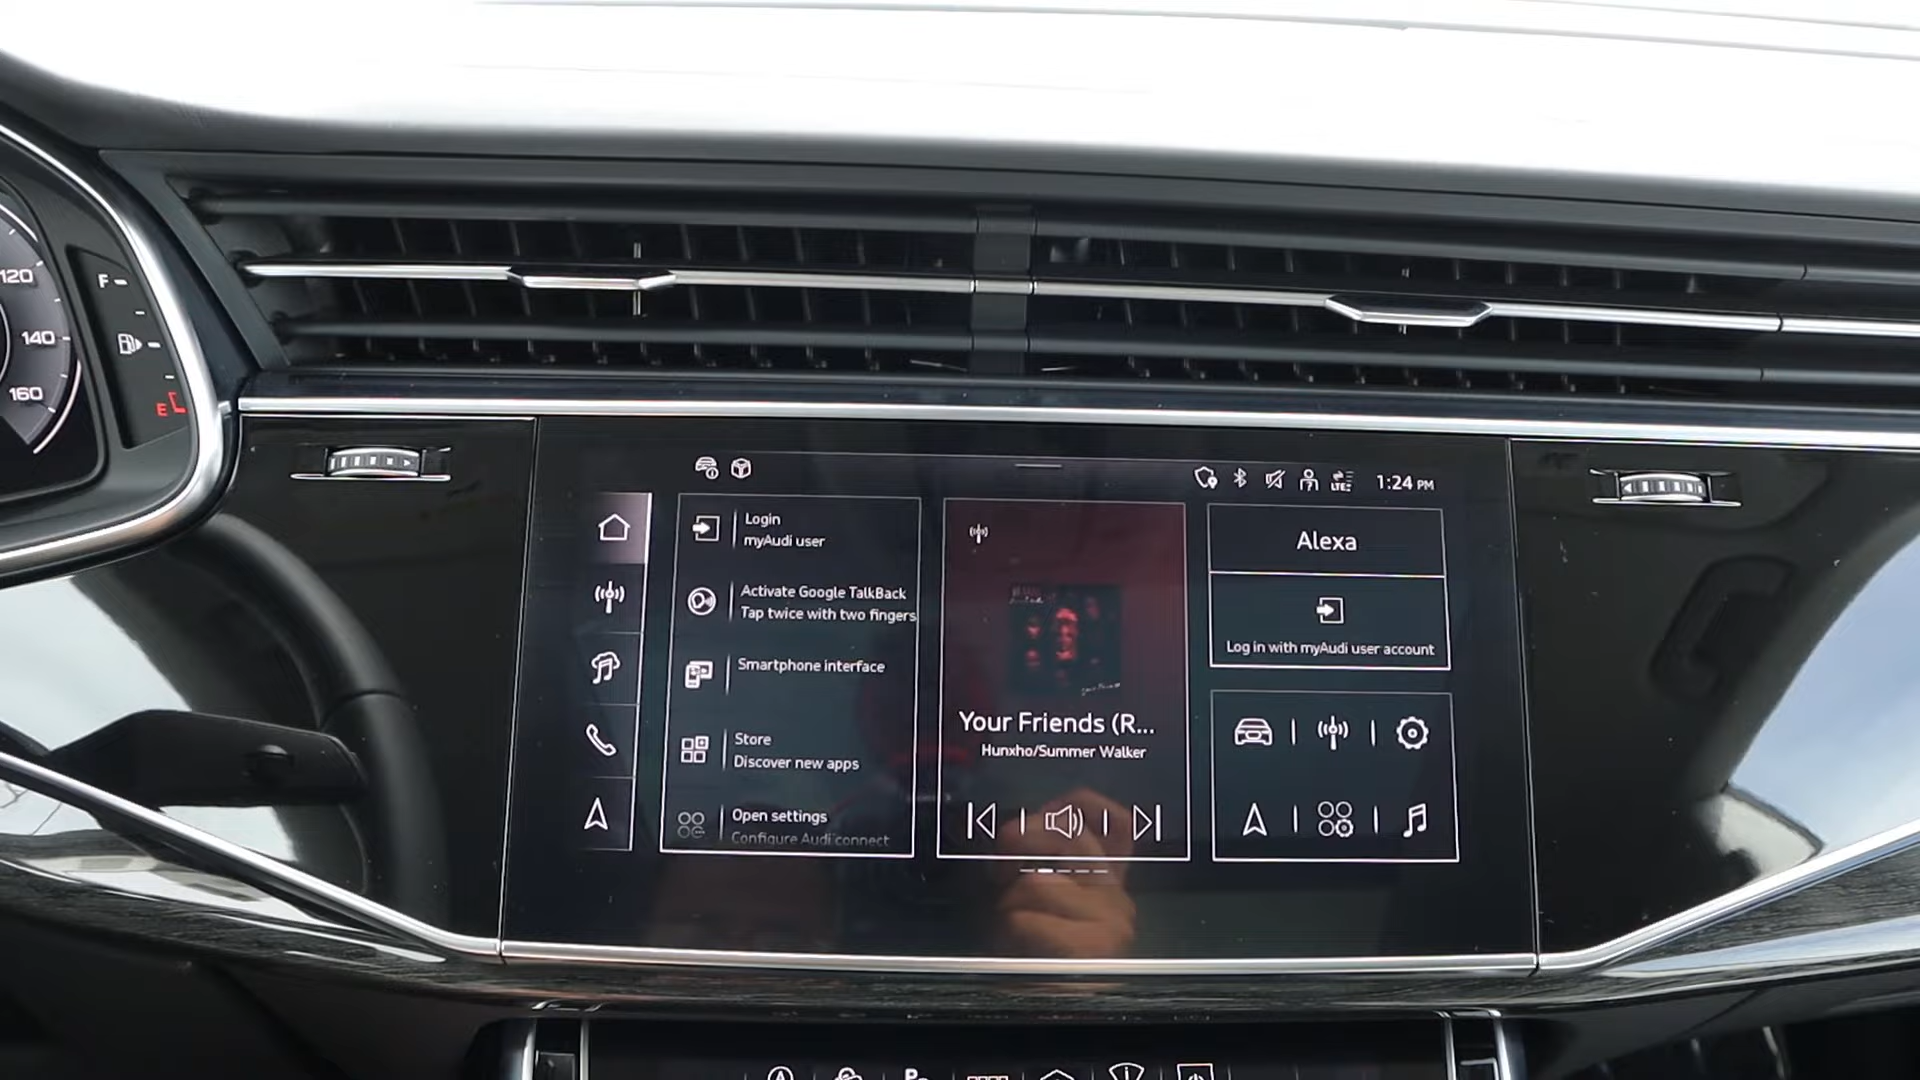 120
140
160
F
E
LTE
1:24 PM
Login
myAudi user
Activate Google TalkBack
Tap twice with two fingers
Smartphone interface
Store
Discover new apps
Open settings
Configure Audi connect
Your Friends (R...
Hunxho/Summer Walker
Alexa
Log in with myAudi user account